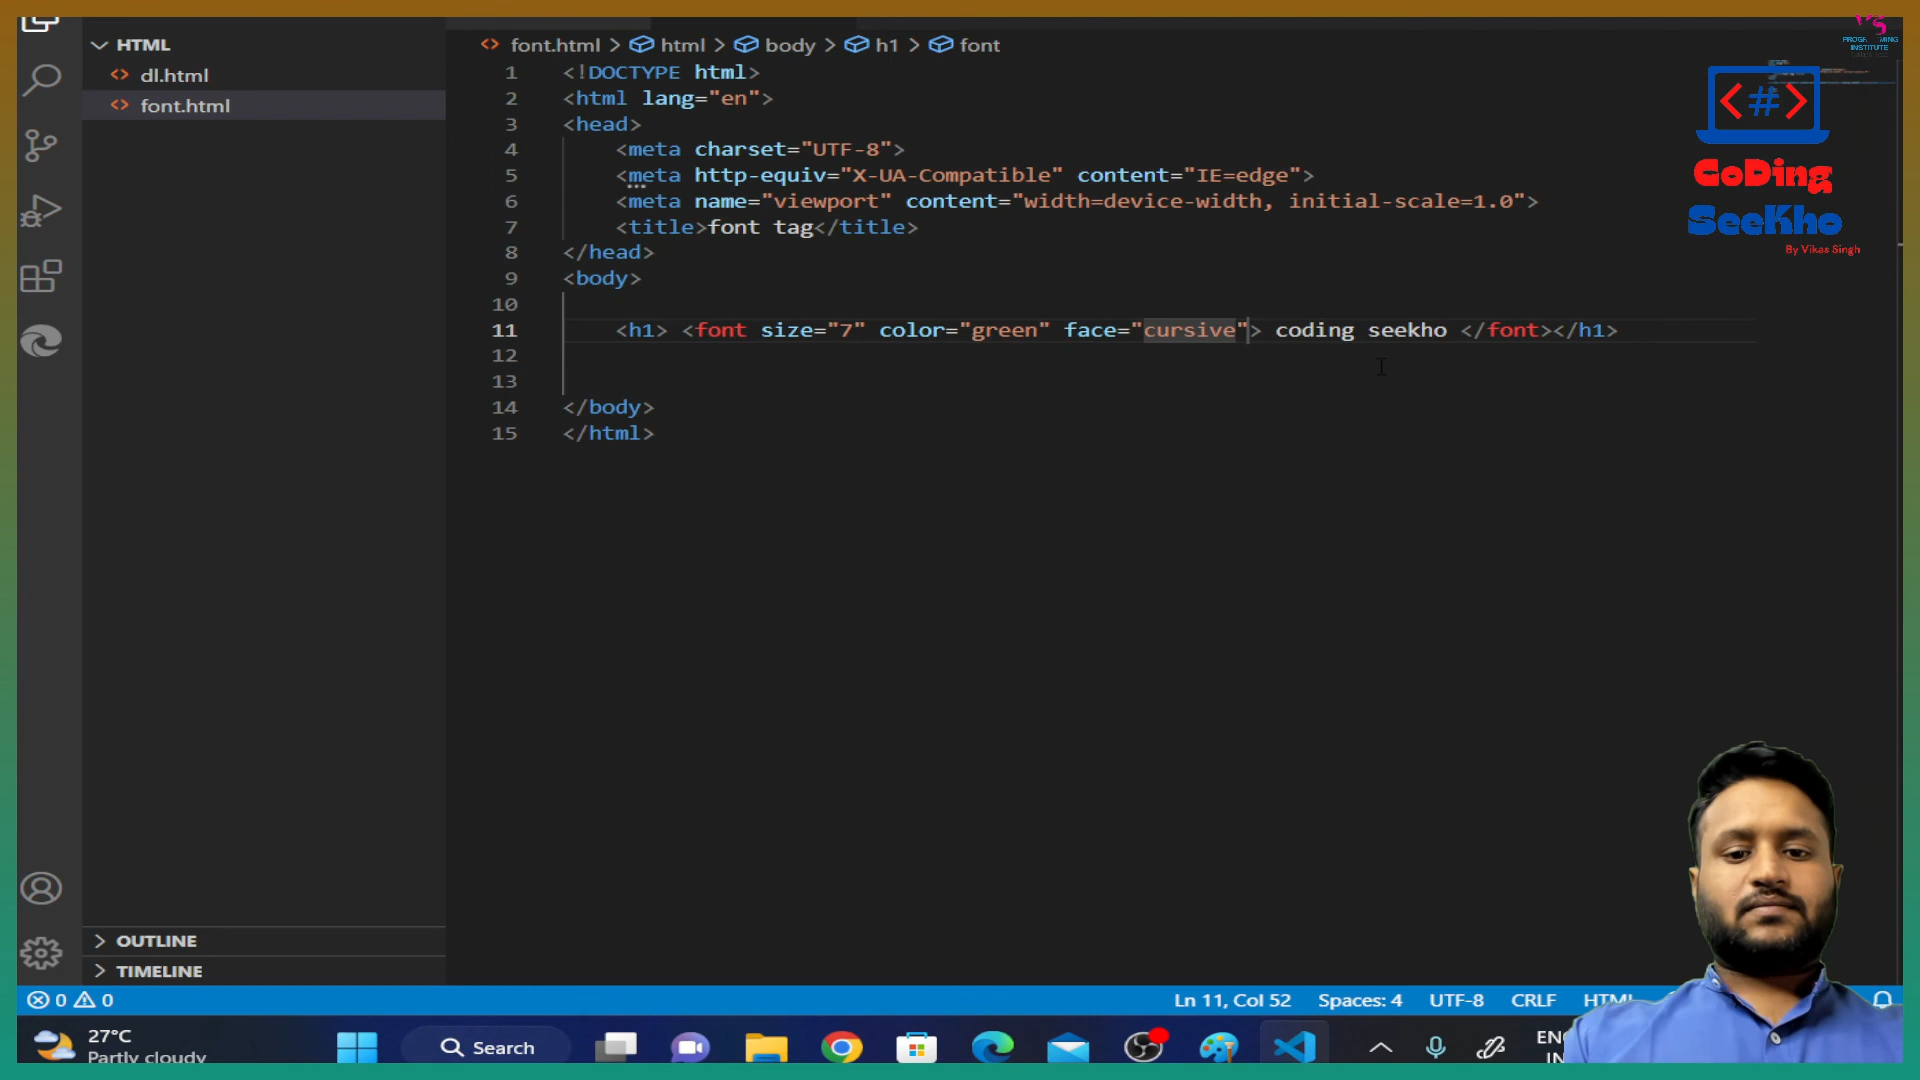 HTML
dl.html
font.html
font.html > html > body > h1 > font
1 <!DOCTYPE html>
2 <html lang="en">
3 <head>
4 <meta charset="UTF-8">
5 <meta http-equiv="X-UA-Compatible" content="IE=edge">
6 <meta name="viewport" content="width=device-width, initial-scale=1.0">
7 <title>font tag</title>
8 </head>
9 <body>
10
11 <h1> <font size="7" color="green" face="cursive"> coding seekho </font></h1>
12
13
14 </body>
15 </html>
INSTITUTE
<#>
CoDing
SeeKho
By Vikas Singh
OUTLINE
TIMELINE
0 0
Ln 11, Col 52 Spaces: 4 UTF-8 CRLF HTML
27°C
Partly cloudy
Search
ENG
IN